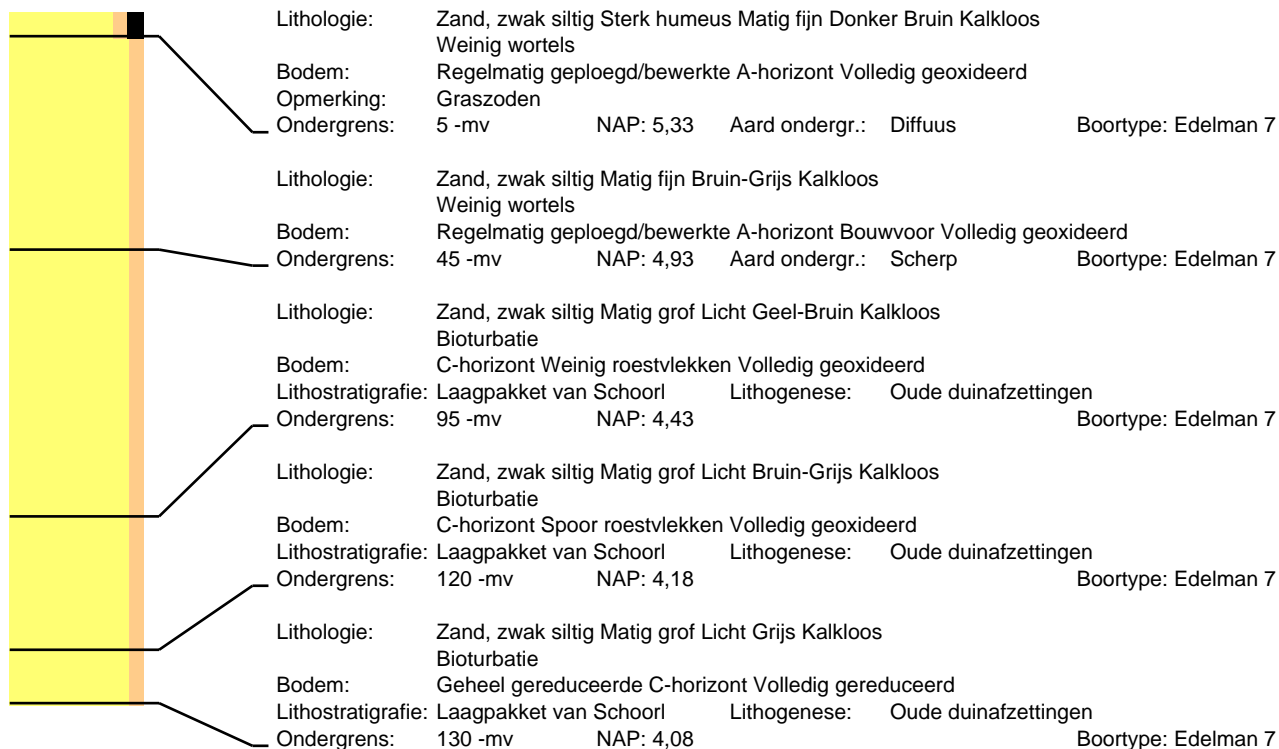 Lithologie: Zand, zwak siltig Sterk humeus Matig fijn Donker Bruin Kalkloos
Weinig wortels
Bodem: Regelmatig geploegd/bewerkte A-horizont Volledig geoxideerd
Opmerking: Graszoden
Ondergrens: 5 -mv NAP: 5,33 Aard ondergr.: Diffuus Boortype: Edelman 7
Lithologie: Zand, zwak siltig Matig fijn Bruin-Grijs Kalkloos
Weinig wortels
Bodem: Regelmatig geploegd/bewerkte A-horizont Bouwvoor Volledig geoxideerd
Ondergrens: 45 -mv NAP: 4,93 Aard ondergr.: Scherp Boortype: Edelman 7
Lithologie: Zand, zwak siltig Matig grof Licht Geel-Bruin Kalkloos
Bioturbatie
Bodem: C-horizont Weinig roestvlekken Volledig geoxideerd
Lithostratigrafie: Laagpakket van Schoorl Lithogenese: Oude duinafzettingen
Ondergrens: 95 -mv NAP: 4,43 Boortype: Edelman 7
Lithologie: Zand, zwak siltig Matig grof Licht Bruin-Grijs Kalkloos
Bioturbatie
Bodem: C-horizont Spoor roestvlekken Volledig geoxideerd
Lithostratigrafie: Laagpakket van Schoorl Lithogenese: Oude duinafzettingen
Ondergrens: 120 -mv NAP: 4,18 Boortype: Edelman 7
Lithologie: Zand, zwak siltig Matig grof Licht Grijs Kalkloos
Bioturbatie
Bodem: Geheel gereduceerde C-horizont Volledig gereduceerd
Lithostratigrafie: Laagpakket van Schoorl Lithogenese: Oude duinafzettingen
Ondergrens: 130 -mv NAP: 4,08 Boortype: Edelman 7